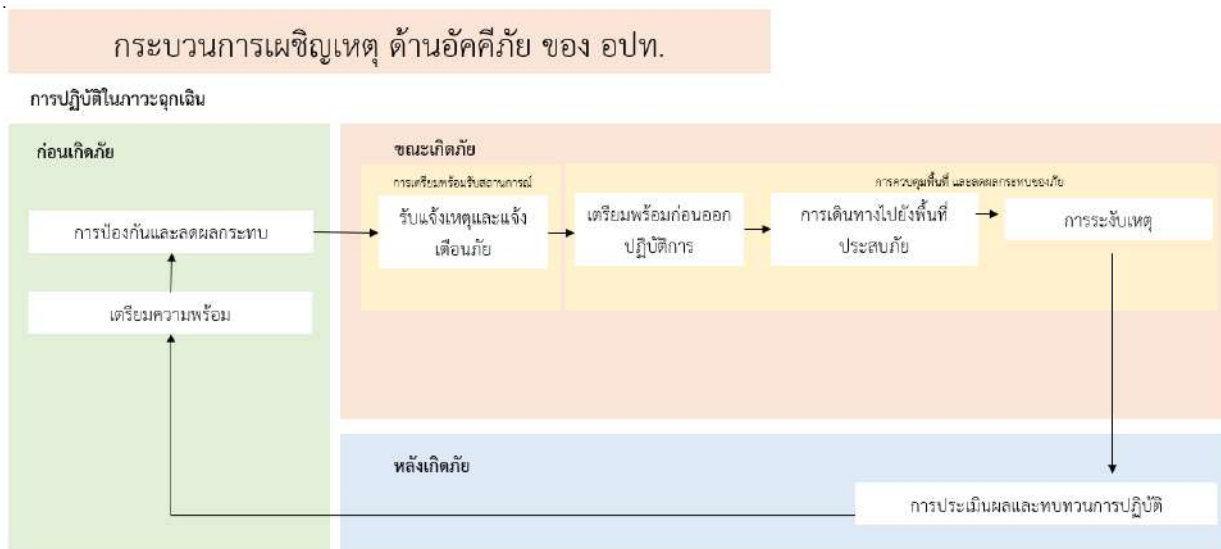 กระบวนการเผชิญเหตุ ด้านอัคคีภัย ของ อปท.
การปฏิบัติในภาวะฉุกเฉิน
ก่อนเกิดภัย
การป้องกันและลดผลกระทบ
เตรียมความพร้อม
ขณะเกิดภัย
การเตรียมพร้อมรับสถานการณ์
รับแจ้งเหตุและแจ้ง
เตือนภัย
การควบคุมพื้นที่ และลดผลกระทบของภัย
เตรียมพร้อมก่อนออก
ปฏิบัติการ
การเดินทางไปยังพื้นที่
ประสบภัย
การระงับเหตุ
หลังเกิดภัย
การประเมินผลและทบทวนการปฏิบัติ